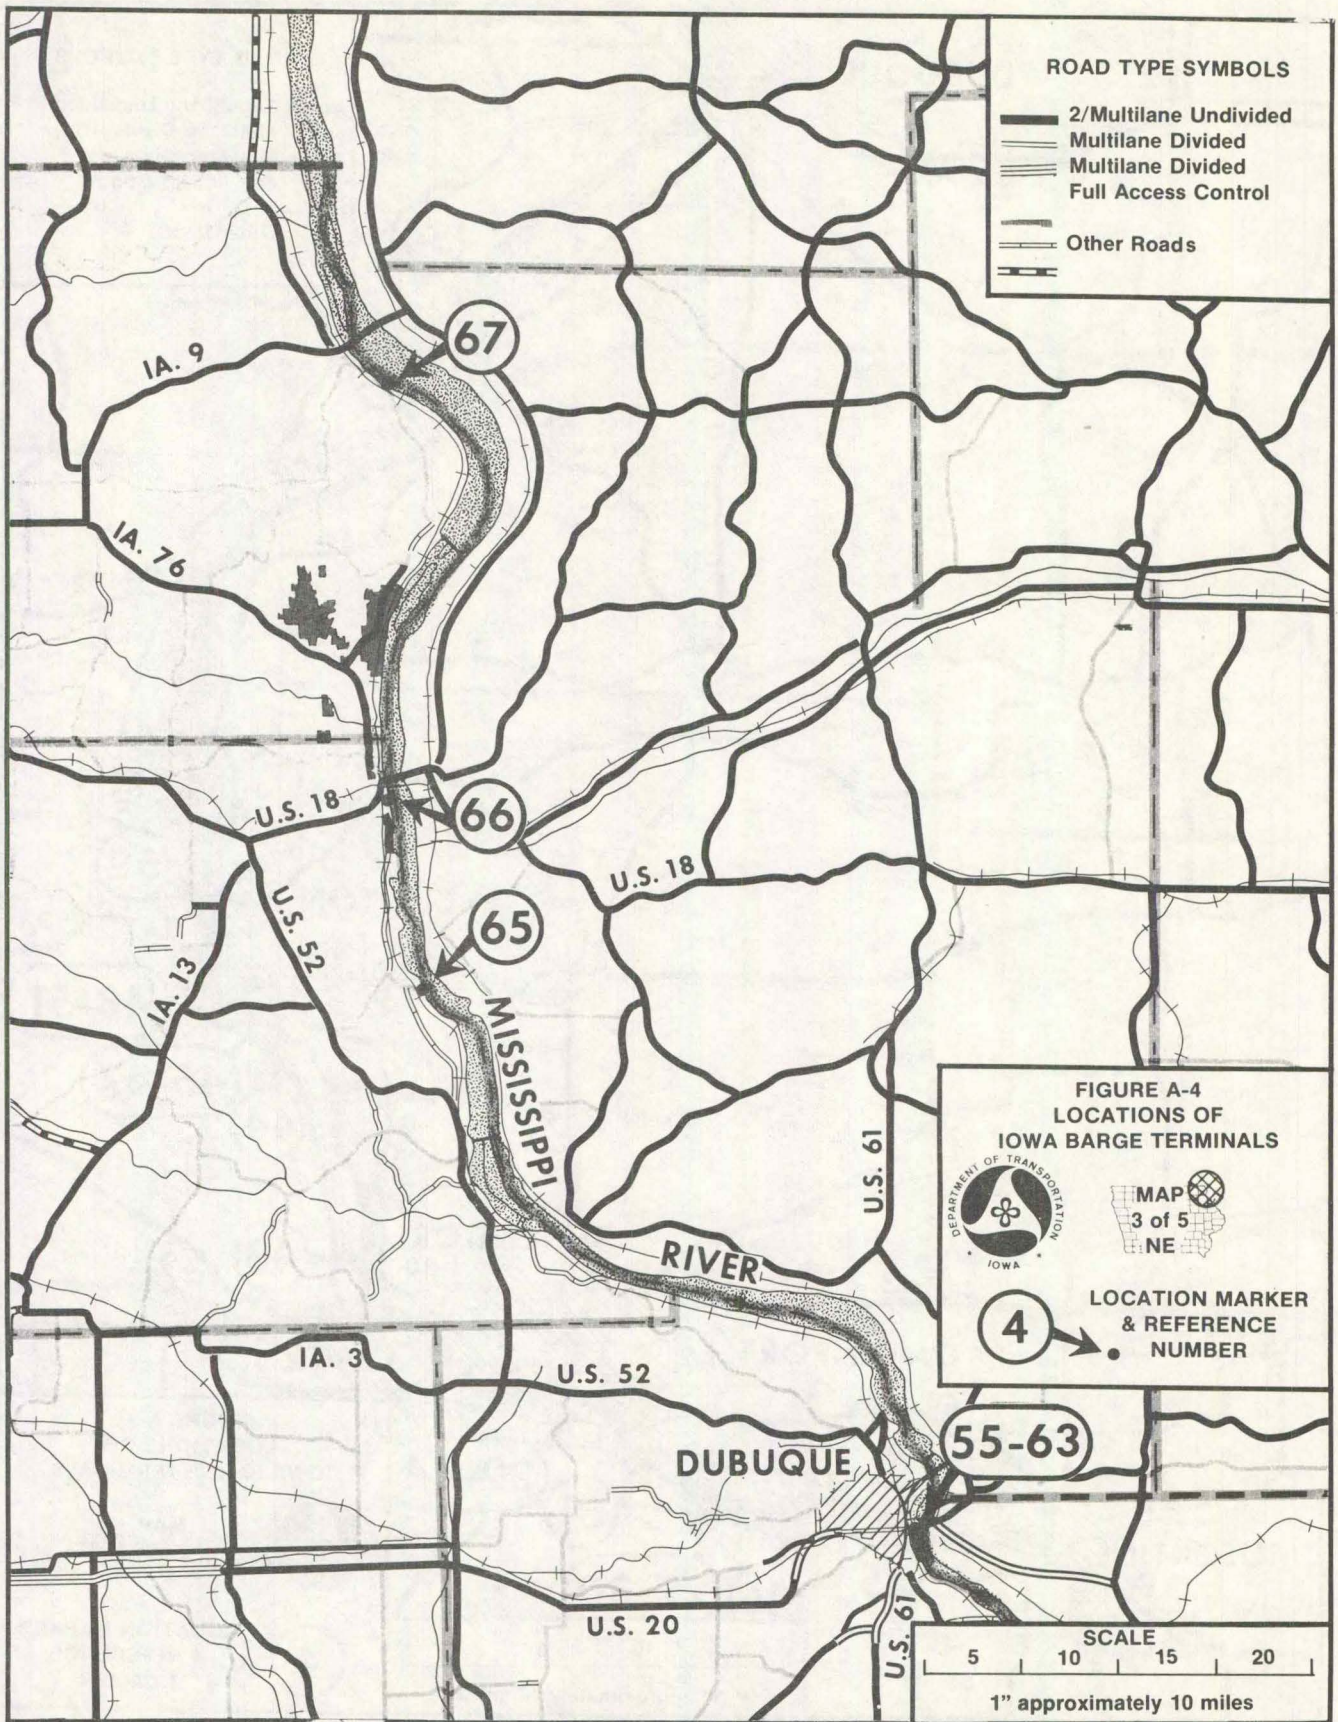 ROAD TYPE SYMBOLS
2/Multilane Undivided
Multilane Divided
Multilane Divided
Full Access Control
Other Roads
67
IA. 9
IA. 76
U.S. 18
66
U.S. 18
65
U.S. 52
IA. 13
MISSISSIPPI
RIVER
U.S. 61
FIGURE A-4
LOCATIONS OF
IOWA BARGE TERMINALS
DEPARTMENT OF TRANSPORTATION
IOWA
MAP
3 of 5
NE
4
LOCATION MARKER
& REFERENCE
NUMBER
IA. 3
U.S. 52
DUBUQUE
55-63
U.S. 20
U.S. 61
SCALE
5 10 15 20
1" approximately 10 miles